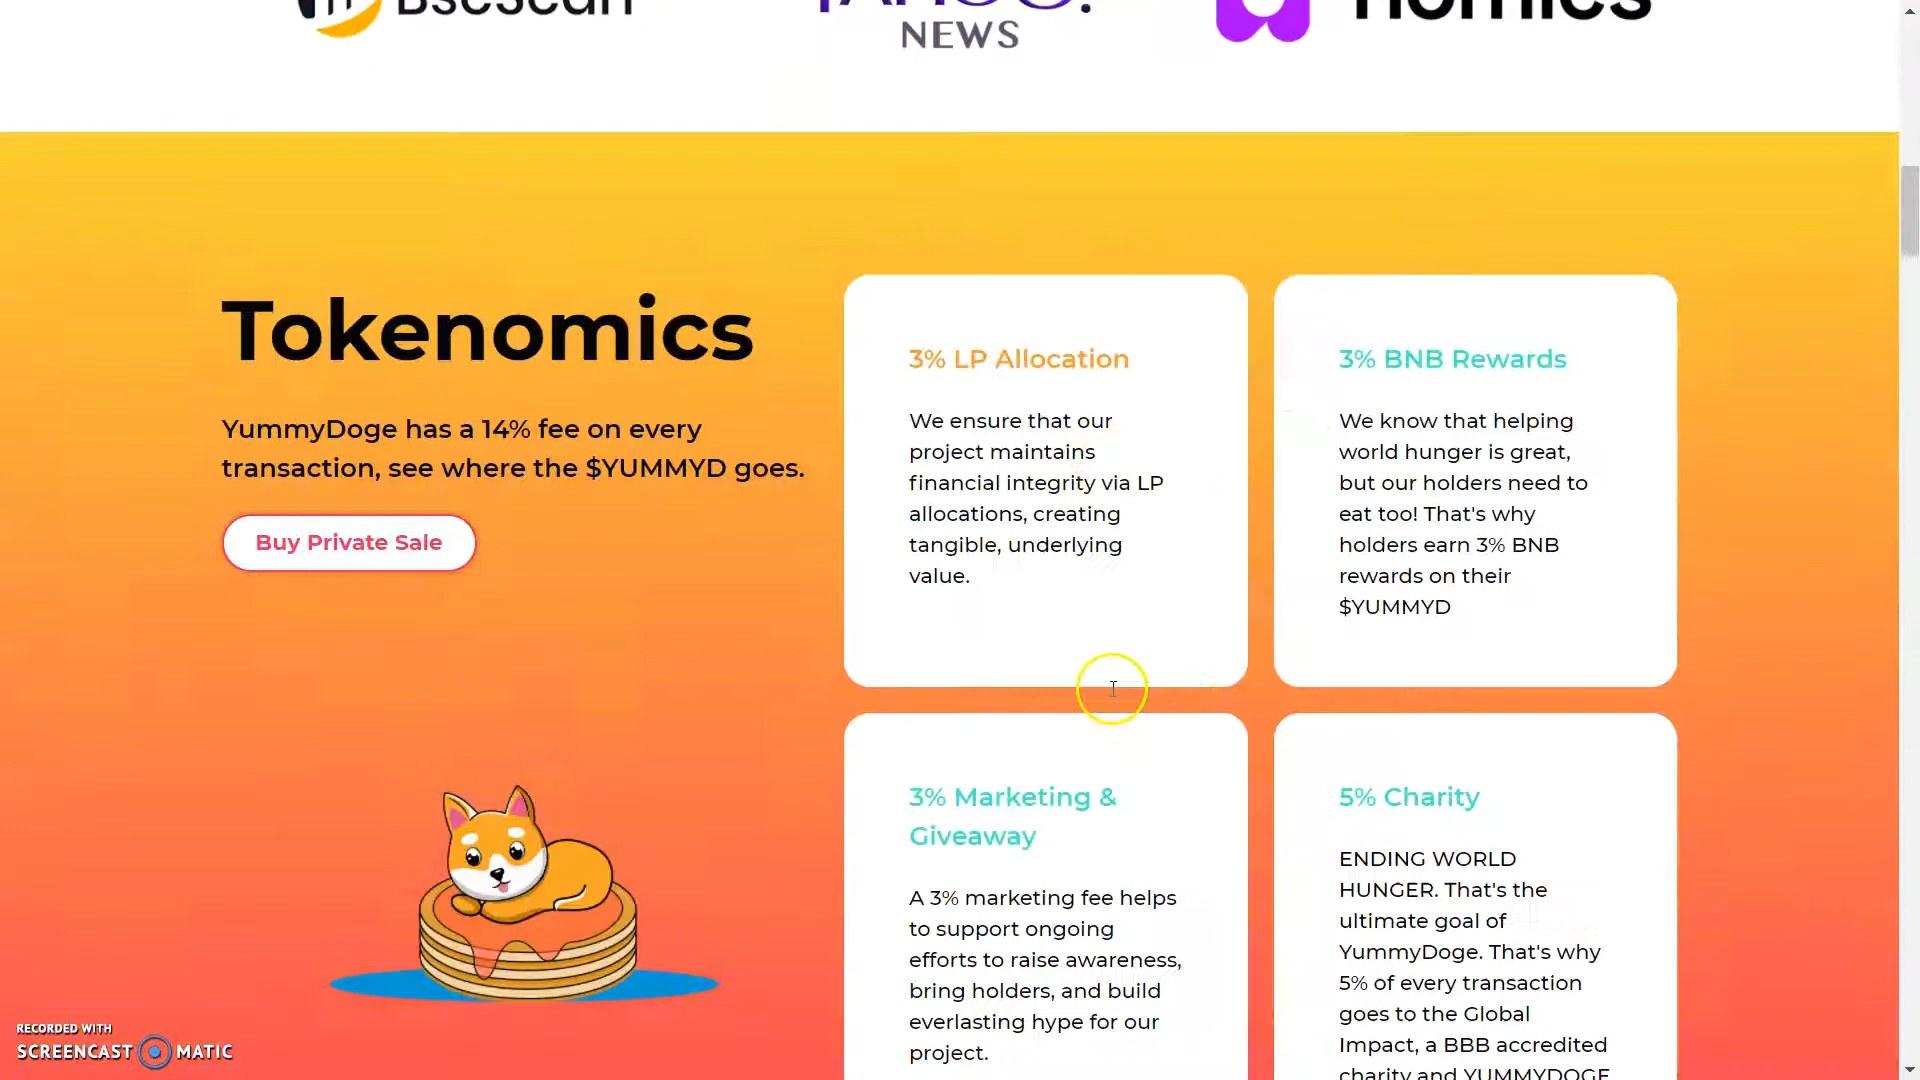 BscScan
YAHOO!
NEWS
nomics
Tokenomics
YummyDoge has a 14% fee on every
transaction, see where the $YUMMYD goes.
Buy Private Sale
3% LP Allocation
We ensure that our
project maintains
financial integrity via LP
allocations, creating
tangible, underlying
value.
3% BNB Rewards
We know that helping
world hunger is great,
but our holders need to
eat too! That's why
holders earn 3% BNB
rewards on their
$YUMMYD
3% Marketing &
Giveaway
A 3% marketing fee helps
to support ongoing
efforts to raise awareness,
bring holders, and build
everlasting hype for our
project.
5% Charity
ENDING WORLD
HUNGER. That's the
ultimate goal of
YummyDoge. That's why
5% of every transaction
goes to the Global
Impact, a BBB accredited
charity and YUMMYDOGE
RECORDED WITH
SCREENCAST MATIC